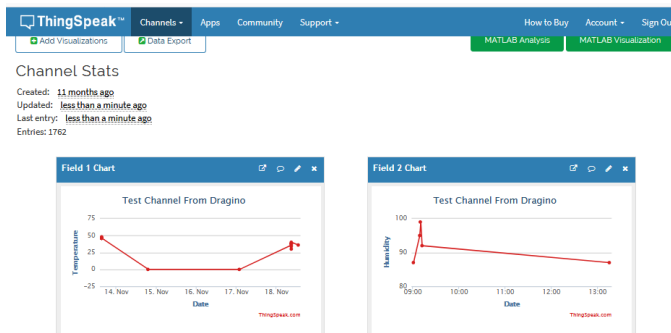 ThingSpeak™ Channels Apps Community Support How to Buy Account Sign Ou
Add Visualizations Data Export MATLAB Analysis MATLAB Visualization
Channel Stats
Created: 11 months ago
Updated: less than a minute ago
Last entry: less than a minute ago
Entries: 1762
Field 1 Chart
Test Channel From Dragino
Temperature
75
50
25
0
-25
14. Nov 15. Nov 16. Nov 17. Nov 18. Nov
Date
ThingSpeak.com
Field 2 Chart
Test Channel From Dragino
Humidity
100
90
80
09:00 10:00 11:00 12:00 13:00
Date
ThingSpeak.com